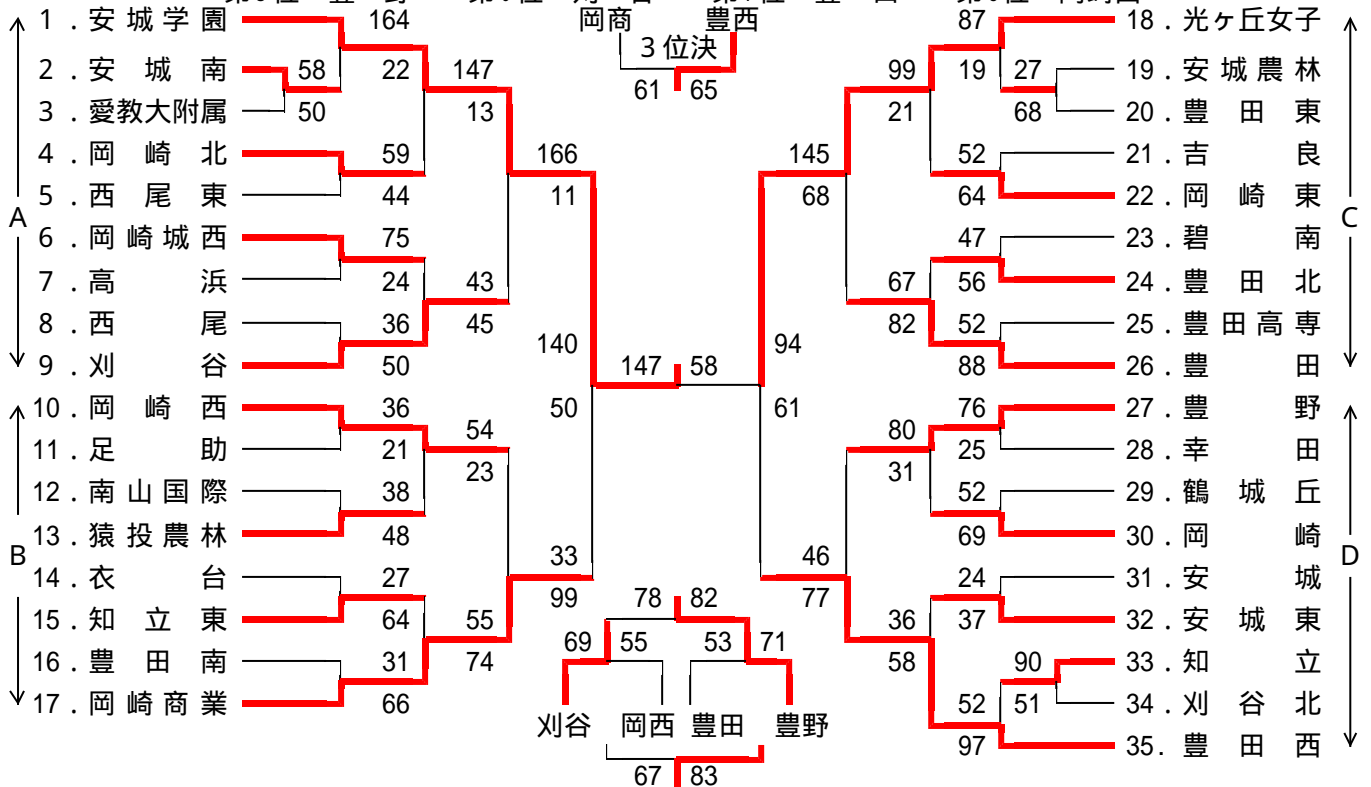 岡商 豊西
3位決
61 65
1．安城学園 164
2．安城南 58 22 147
3．愛教大附属 50 13
4．岡崎北 59 166
5．西尾東 44 11
6．岡崎城西 75
7．高浜 24 43
8．西尾 36 45
9．刈谷 50 140
10．岡崎西 36 50
11．足助 21 54
12．南山国際 38 23
13．猿投農林 48
14．衣台 27 33
15．知立東 64 55 99
16．豊田南 31 74
17．岡崎商業 66
A
B
147 58
87 18．光ヶ丘女子
99 19 27 19．安城農林
21 68 20．豊田東
145 52 21．吉良
68 64 22．岡崎東
47 23．碧南
67 56 24．豊田北
82 52 25．豊田高専
94 88 26．豊田
61 76 27．豊野
80 25 28．幸田
31 52 29．鶴城丘
69 30．岡崎
46 24 31．安城
77 36 37 32．安城東
58 90 33．知立
52 51 34．刈谷北
97 35．豊田西
C
D
78 82
69 55 53 71
刈谷 岡西 豊田 豊野
67 83